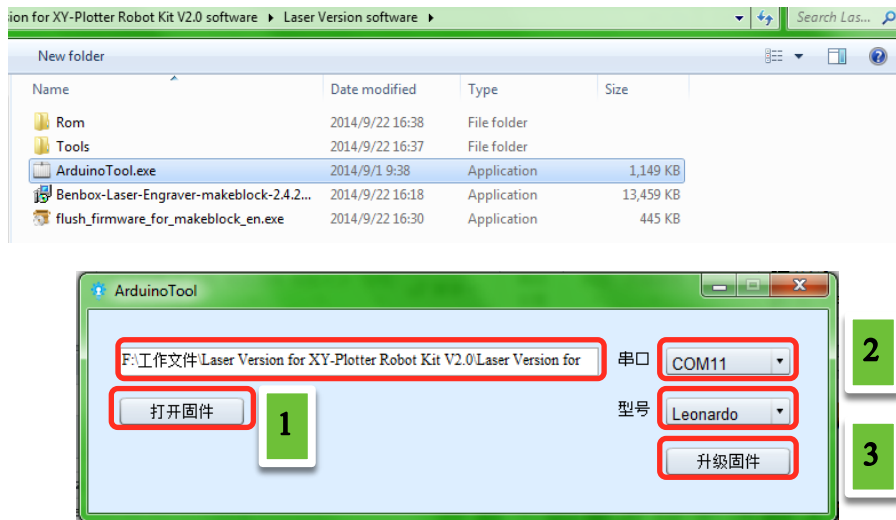 sion for XY-Plotter Robot Kit V2.0 software ▸ Laser Version software ▸ Search Las...
New folder
Name Date modified Type Size
Rom 2014/9/22 16:38 File folder
Tools 2014/9/22 16:37 File folder
ArduinoTool.exe 2014/9/1 9:38 Application 1,149 KB
Benbox-Laser-Engraver-makeblock-2.4.2... 2014/9/22 16:18 Application 13,459 KB
flush_firmware_for_makeblock_en.exe 2014/9/22 16:30 Application 445 KB
ArduinoTool
F:\工作文件\Laser Version for XY-Plotter Robot Kit V2.0\Laser Version for 串口 COM11 2
打开固件 1 型号 Leonardo
升级固件 3